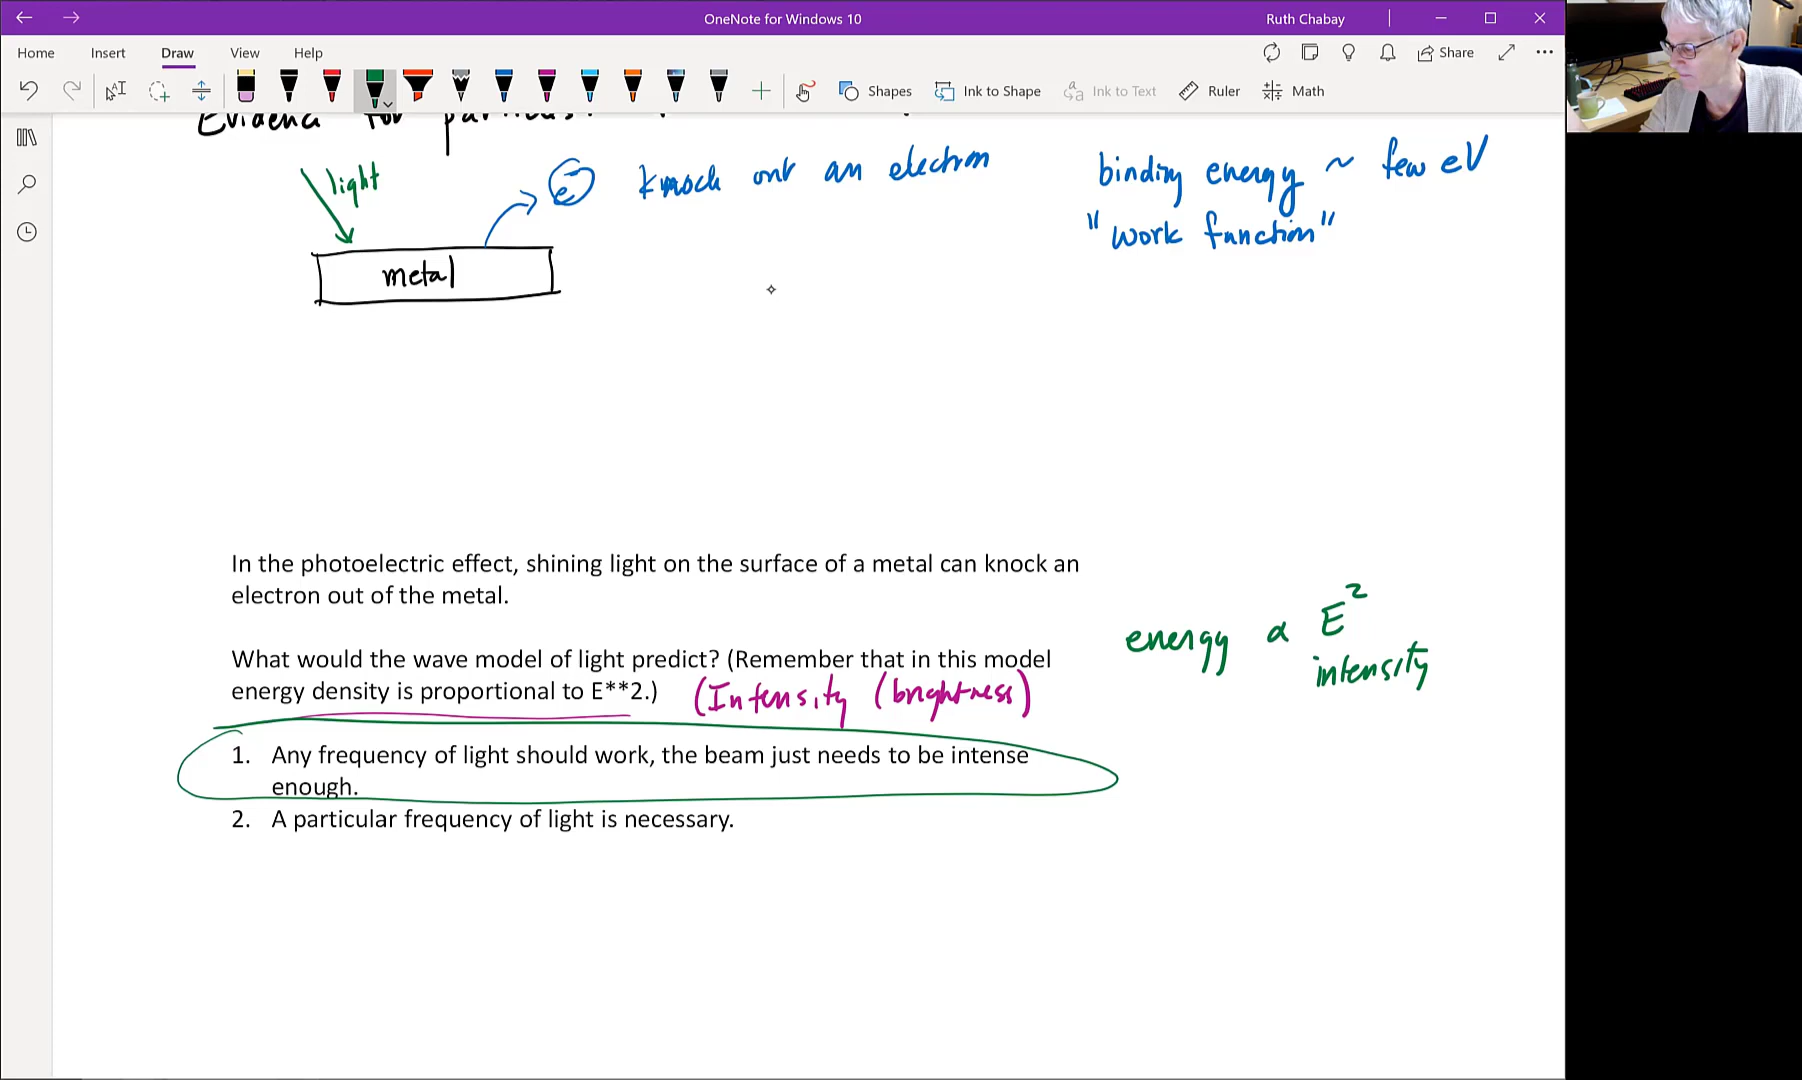 OneNote for Windows 10
Ruth Chabay
Home Insert Draw View Help
Share
Shapes Ink to Shape Ink to Text Ruler Math
Evidence for particles:
light
e-
knock out an electron
binding energy ~ few eV
"work function"
metal
In the photoelectric effect, shining light on the surface of a metal can knock an
electron out of the metal.
energy ∝ E²
intensity
What would the wave model of light predict? (Remember that in this model
energy density is proportional to E**2.) (Intensity (brightness)
1. Any frequency of light should work, the beam just needs to be intense
enough.
2. A particular frequency of light is necessary.